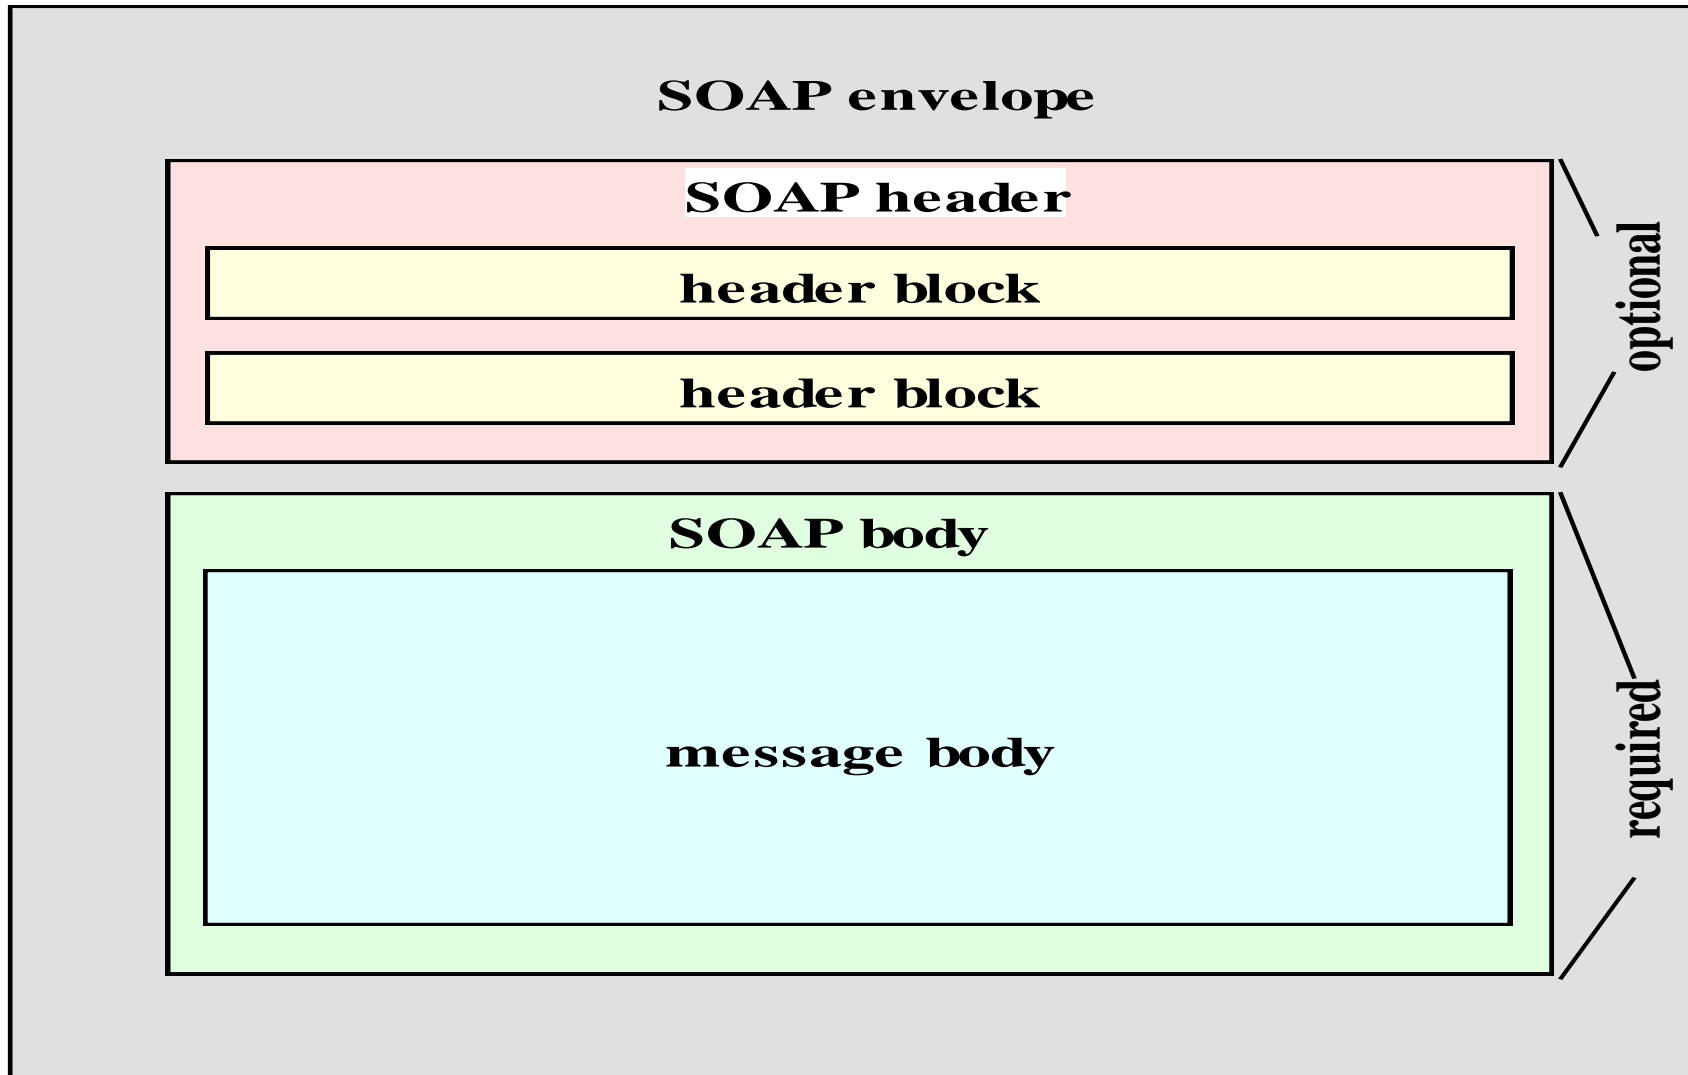 SOAP envelope
SOAP header
header block
header block
optional
SOAP body
message body
required